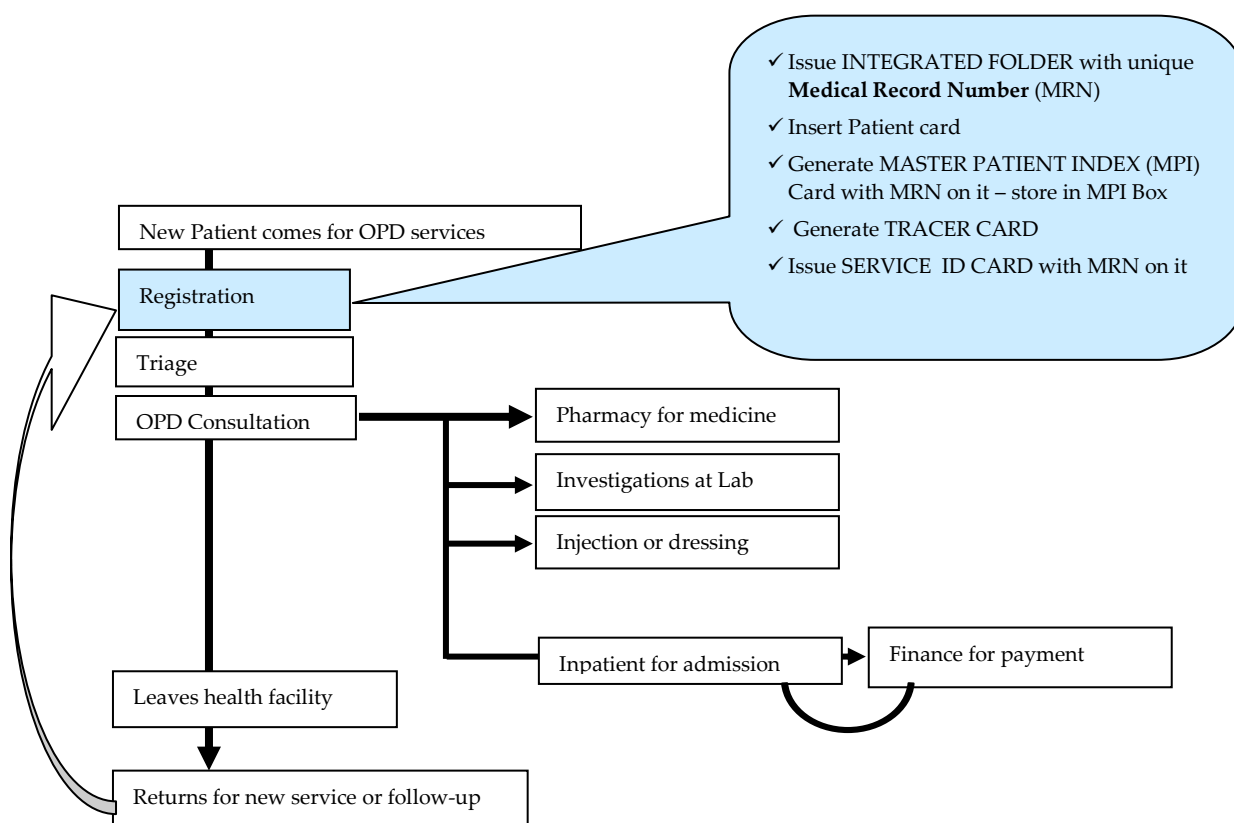 ✓ Issue INTEGRATED FOLDER with unique
Medical Record Number (MRN)
✓ Insert Patient card
✓ Generate MASTER PATIENT INDEX (MPI)
Card with MRN on it – store in MPI Box
✓ Generate TRACER CARD
✓ Issue SERVICE ID CARD with MRN on it
New Patient comes for OPD services
Registration
Triage
OPD Consultation
Pharmacy for medicine
Investigations at Lab
Injection or dressing
Inpatient for admission
Finance for payment
Leaves health facility
Returns for new service or follow-up